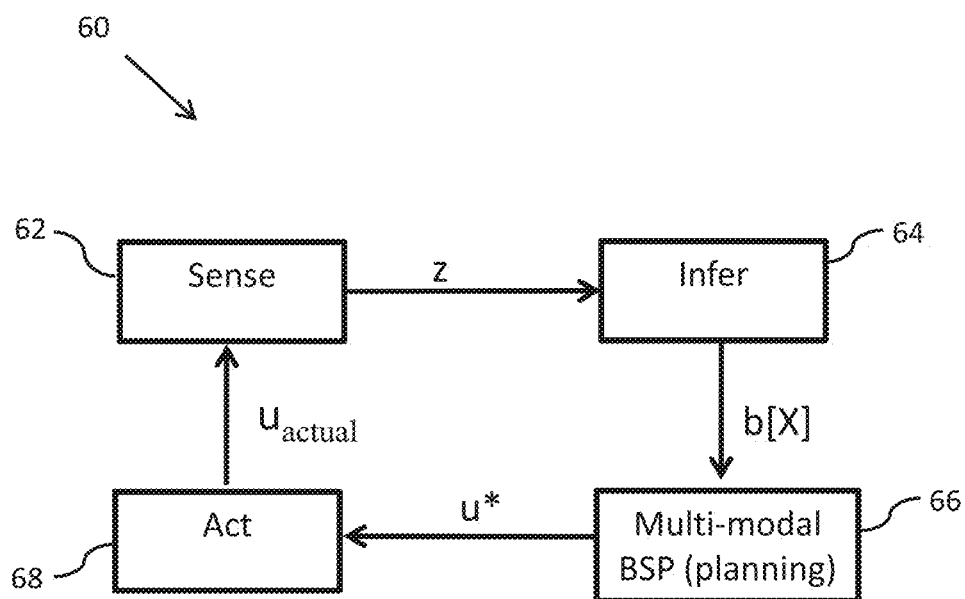 60
62
Sense
z
Infer
64
u_actual
b[X]
Act
u*
Multi-modal
BSP (planning)
66
68